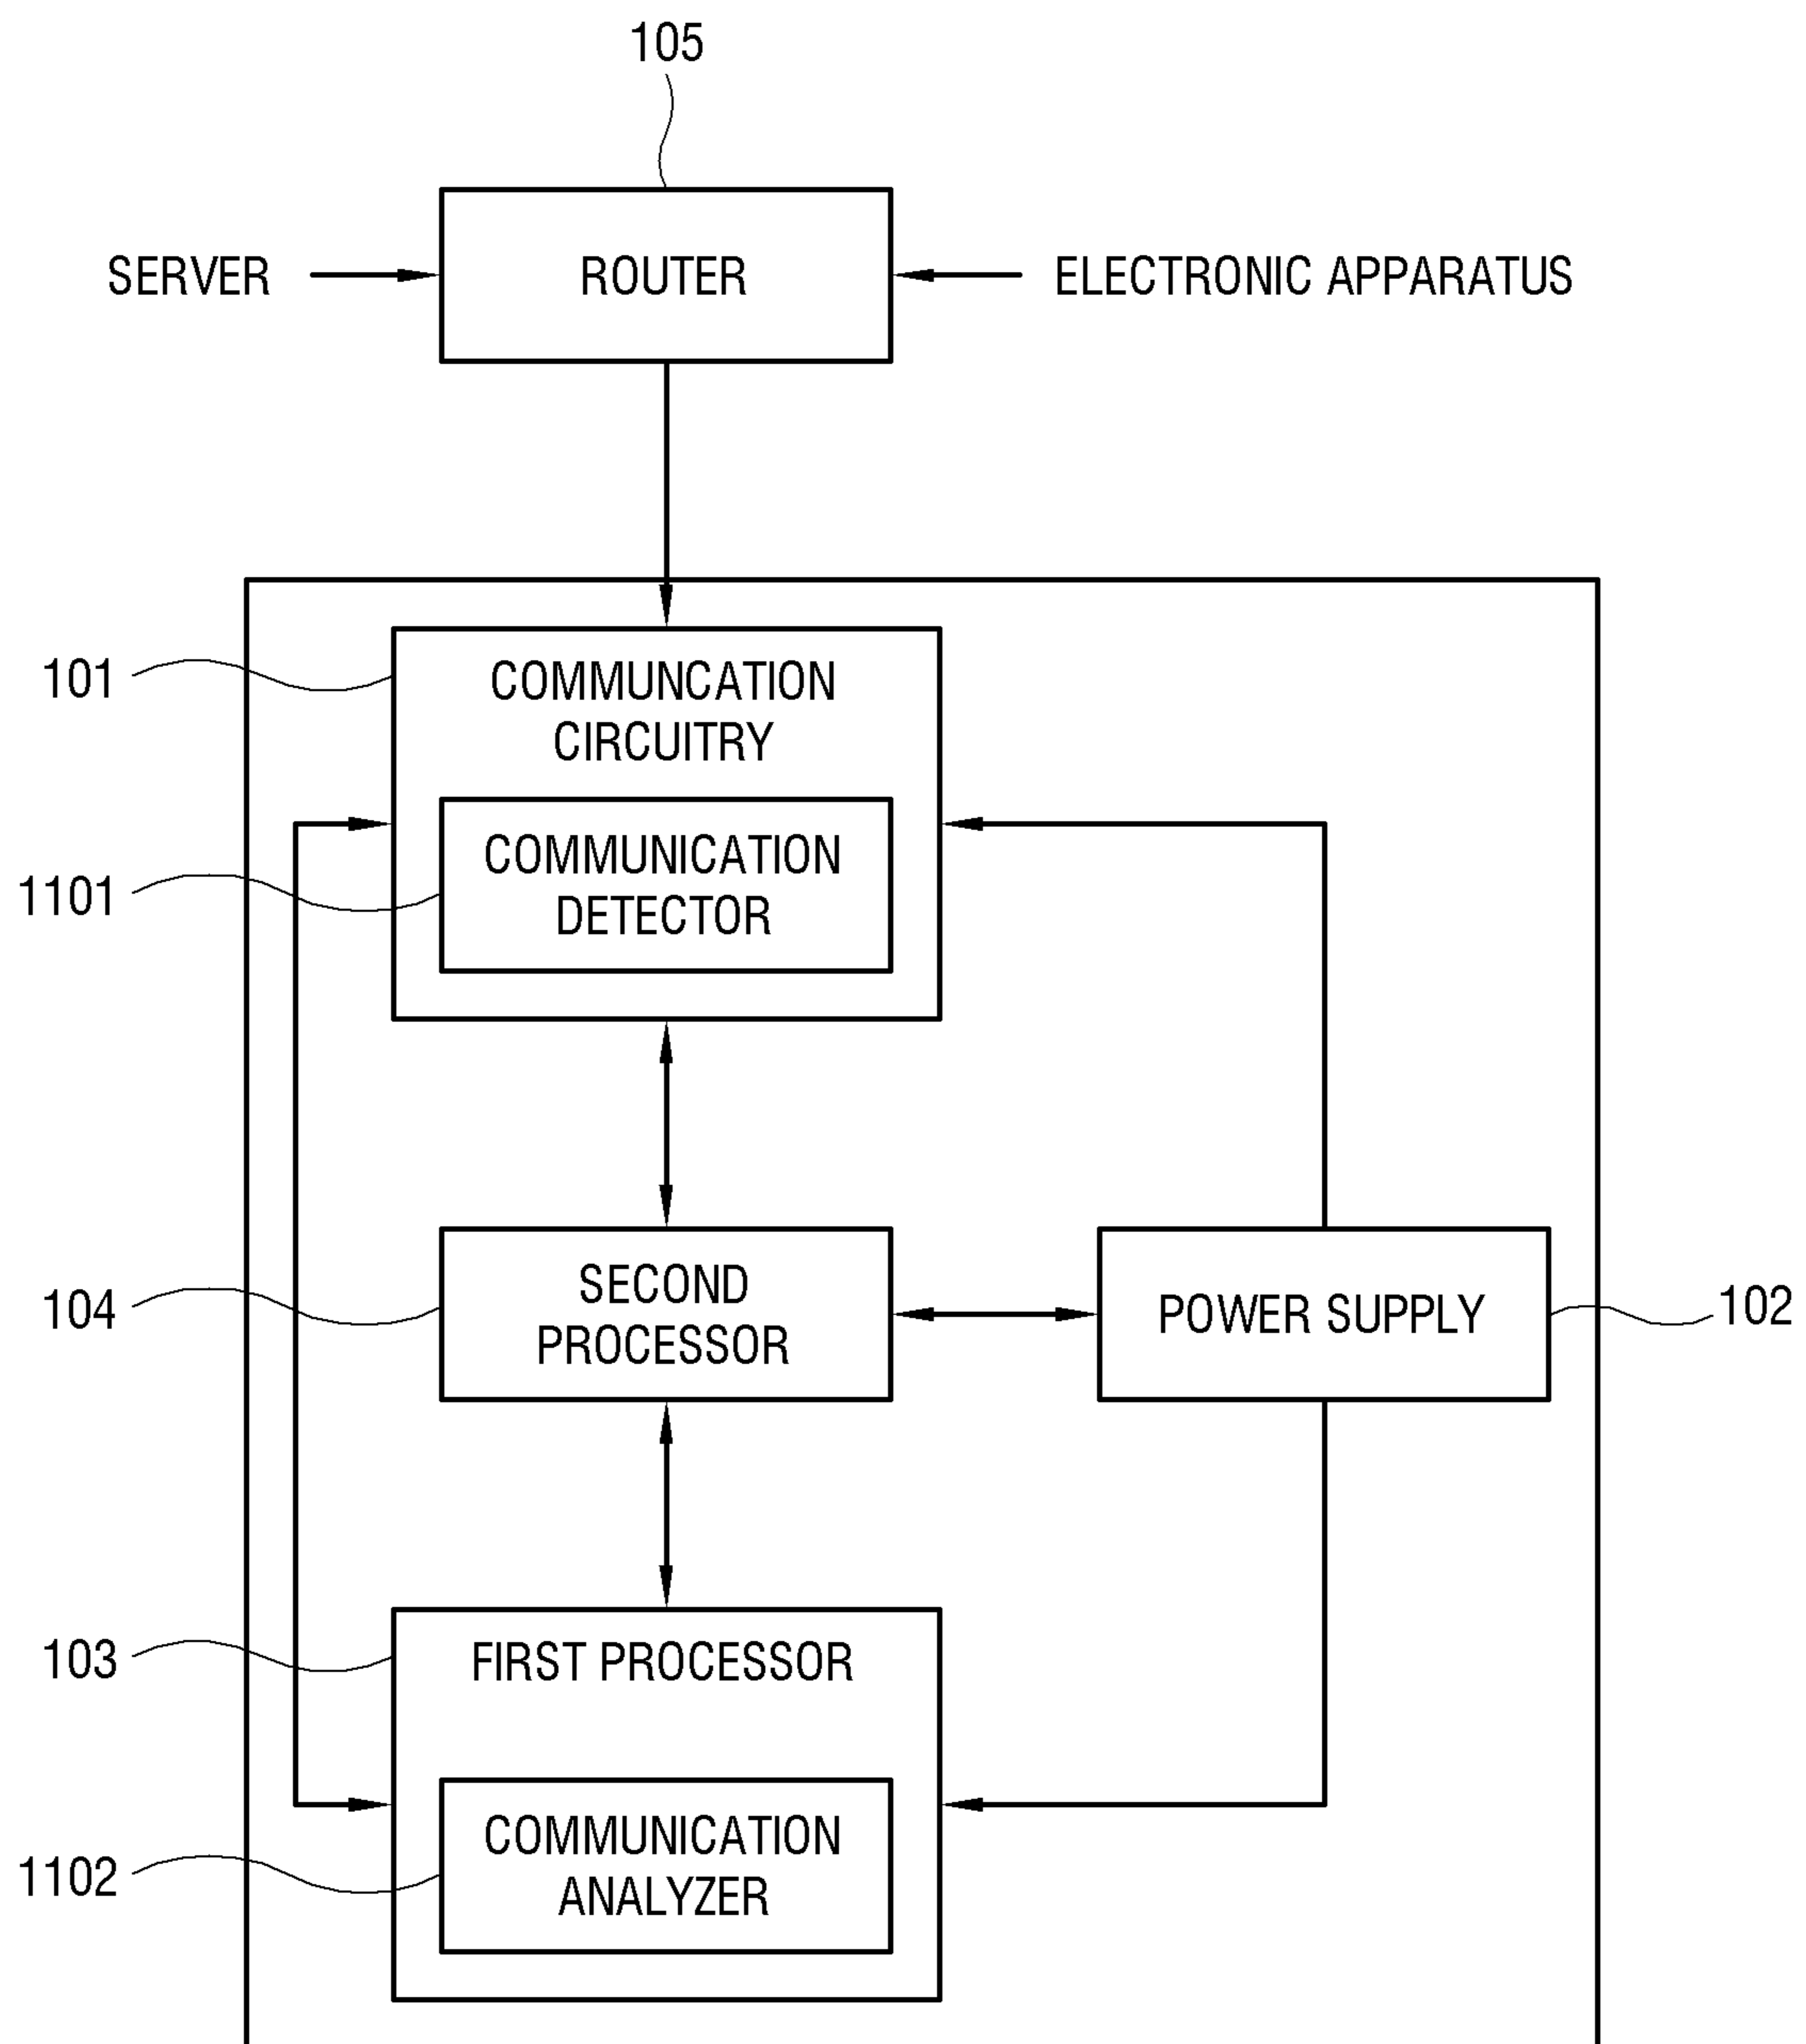 105
SERVER
ROUTER
ELECTRONIC APPARATUS
101
COMMUNCATION
CIRCUITRY
1101
COMMUNICATION
DETECTOR
104
SECOND
PROCESSOR
POWER SUPPLY
102
103
FIRST PROCESSOR
1102
COMMUNICATION
ANALYZER